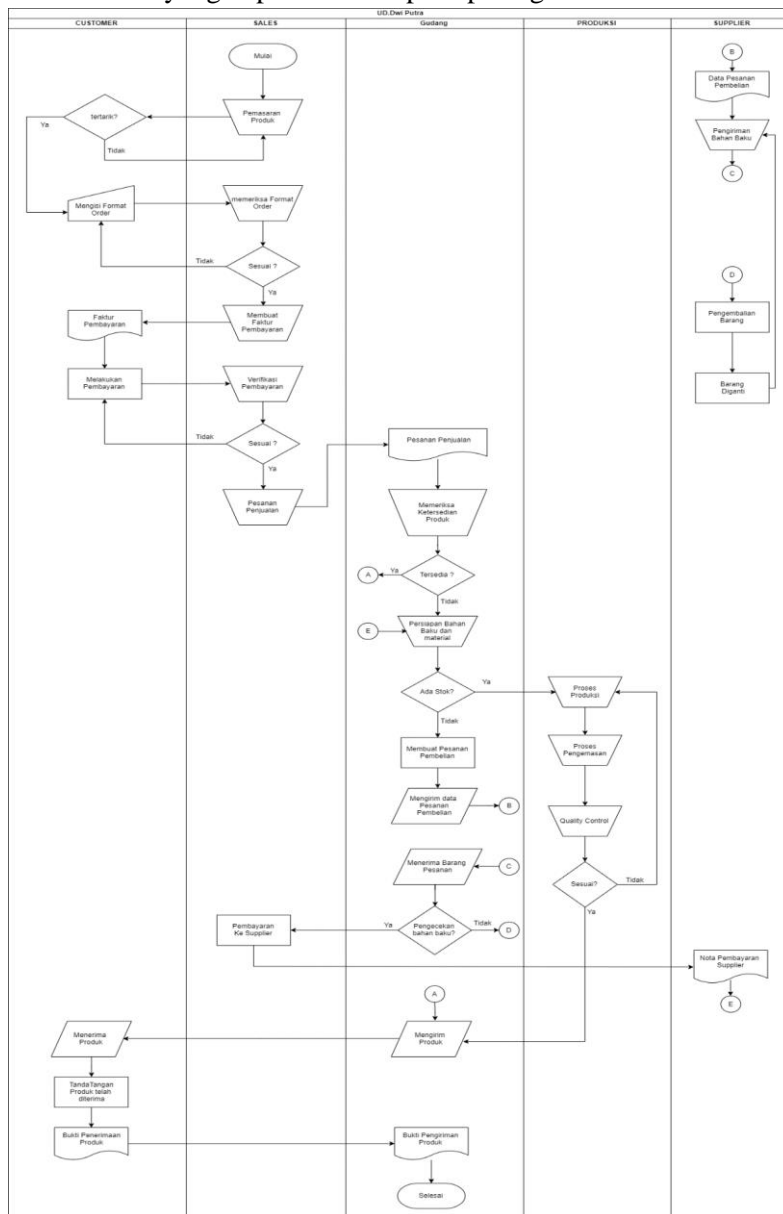 UD.Dwi Putra
CUSTOMER
SALES
Gudang
PRODUKSI
SUPPLIER
Mulai
B
tertarik?
Ya
Tidak
Pemasaran
Produk
Data Pesanan
Pembelian
Pengiriman
Bahan Baku
C
Mengisi Format
Order
memeriksa Format
Order
Tidak
Sesuai ?
Ya
D
Faktur
Pembayaran
Membuat
Faktur
Pembayaran
Pengembalian
Barang
Melakukan
Pembayaran
Verifikasi
Pembayaran
Barang
Diganti
Tidak
Sesuai ?
Ya
Pesanan Penjualan
Pesanan
Penjualan
Memeriksa
Ketersedian
Produk
A
Ya
Tersedia ?
Tidak
E
Persiapan Bahan
Baku dan
material
Ada Stok?
Ya
Tidak
Proses
Produksi
Membuat Pesanan
Pembelian
Proses
Pengemasan
Mengirim data
Pesanan
Pembelian
B
Quality Control
Menerima Barang
Pesanan
C
Sesuai?
Tidak
Ya
Pembayaran
Ke Supplier
Ya
Pengecekan
bahan baku?
Tidak
D
Nota Pembayaran
Supplier
E
A
Menerima
Produk
Mengirim
Produk
TandaTangan
Produk telah
diterima
Bukti Penerimaan
Produk
Bukti Pengiriman
Produk
Selesai